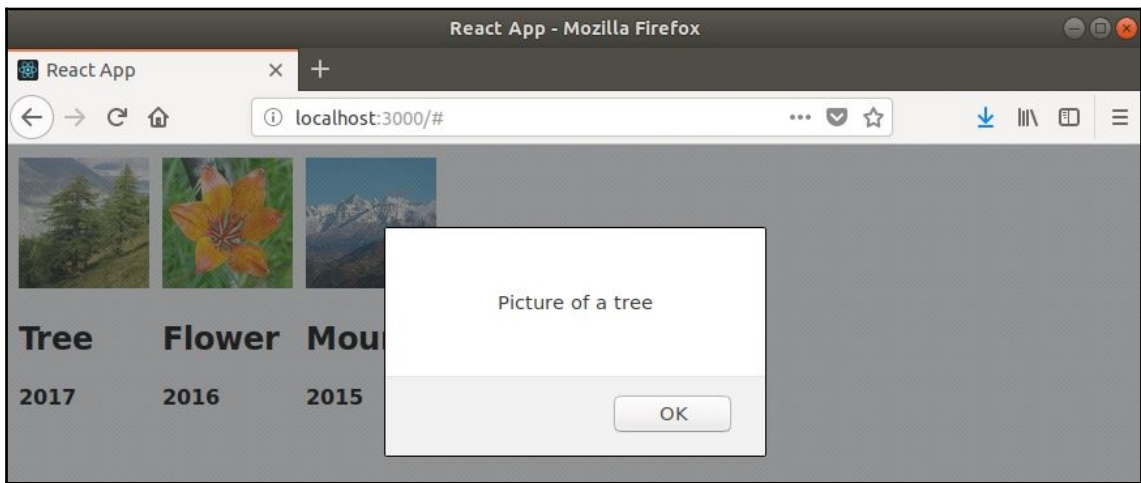 React App - Mozilla Firefox
React App
localhost:3000/#
Picture of a tree
Tree Flower Mou
2017 2016 2015
OK